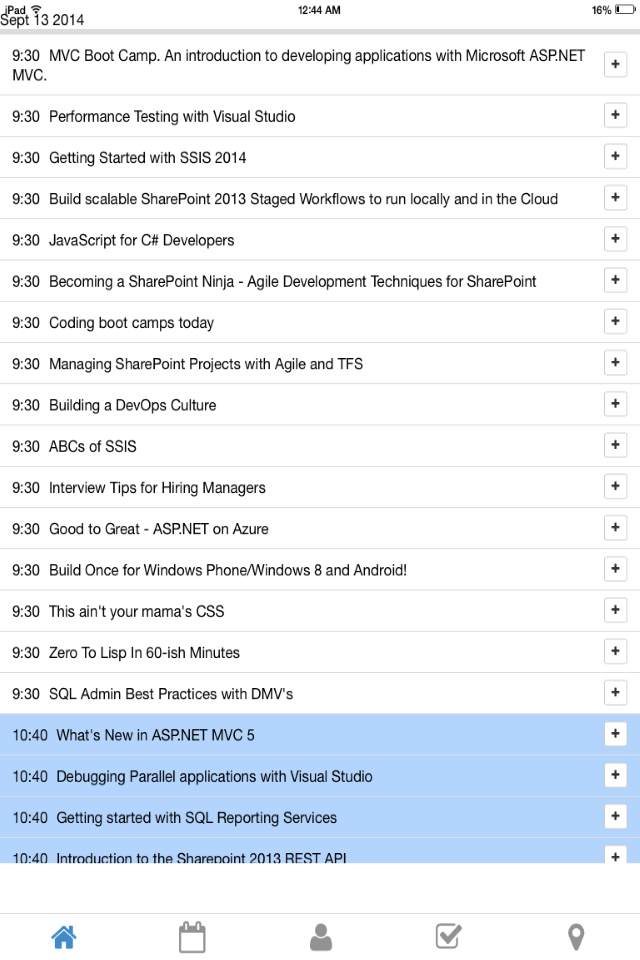 iPad 12:44 AM 16%
Sept 13 2014
9:30 MVC Boot Camp. An introduction to developing applications with Microsoft ASP.NET
MVC.
+
9:30 Performance Testing with Visual Studio +
9:30 Getting Started with SSIS 2014 +
9:30 Build scalable SharePoint 2013 Staged Workflows to run locally and in the Cloud +
9:30 JavaScript for C# Developers +
9:30 Becoming a SharePoint Ninja - Agile Development Techniques for SharePoint +
9:30 Coding boot camps today +
9:30 Managing SharePoint Projects with Agile and TFS +
9:30 Building a DevOps Culture +
9:30 ABCs of SSIS +
9:30 Interview Tips for Hiring Managers +
9:30 Good to Great - ASP.NET on Azure +
9:30 Build Once for Windows Phone/Windows 8 and Android! +
9:30 This ain't your mama's CSS +
9:30 Zero To Lisp In 60-ish Minutes +
9:30 SQL Admin Best Practices with DMV's +
10:40 What's New in ASP.NET MVC 5 +
10:40 Debugging Parallel applications with Visual Studio +
10:40 Getting started with SQL Reporting Services +
10:40 Introduction to the Sharepoint 2013 REST API +